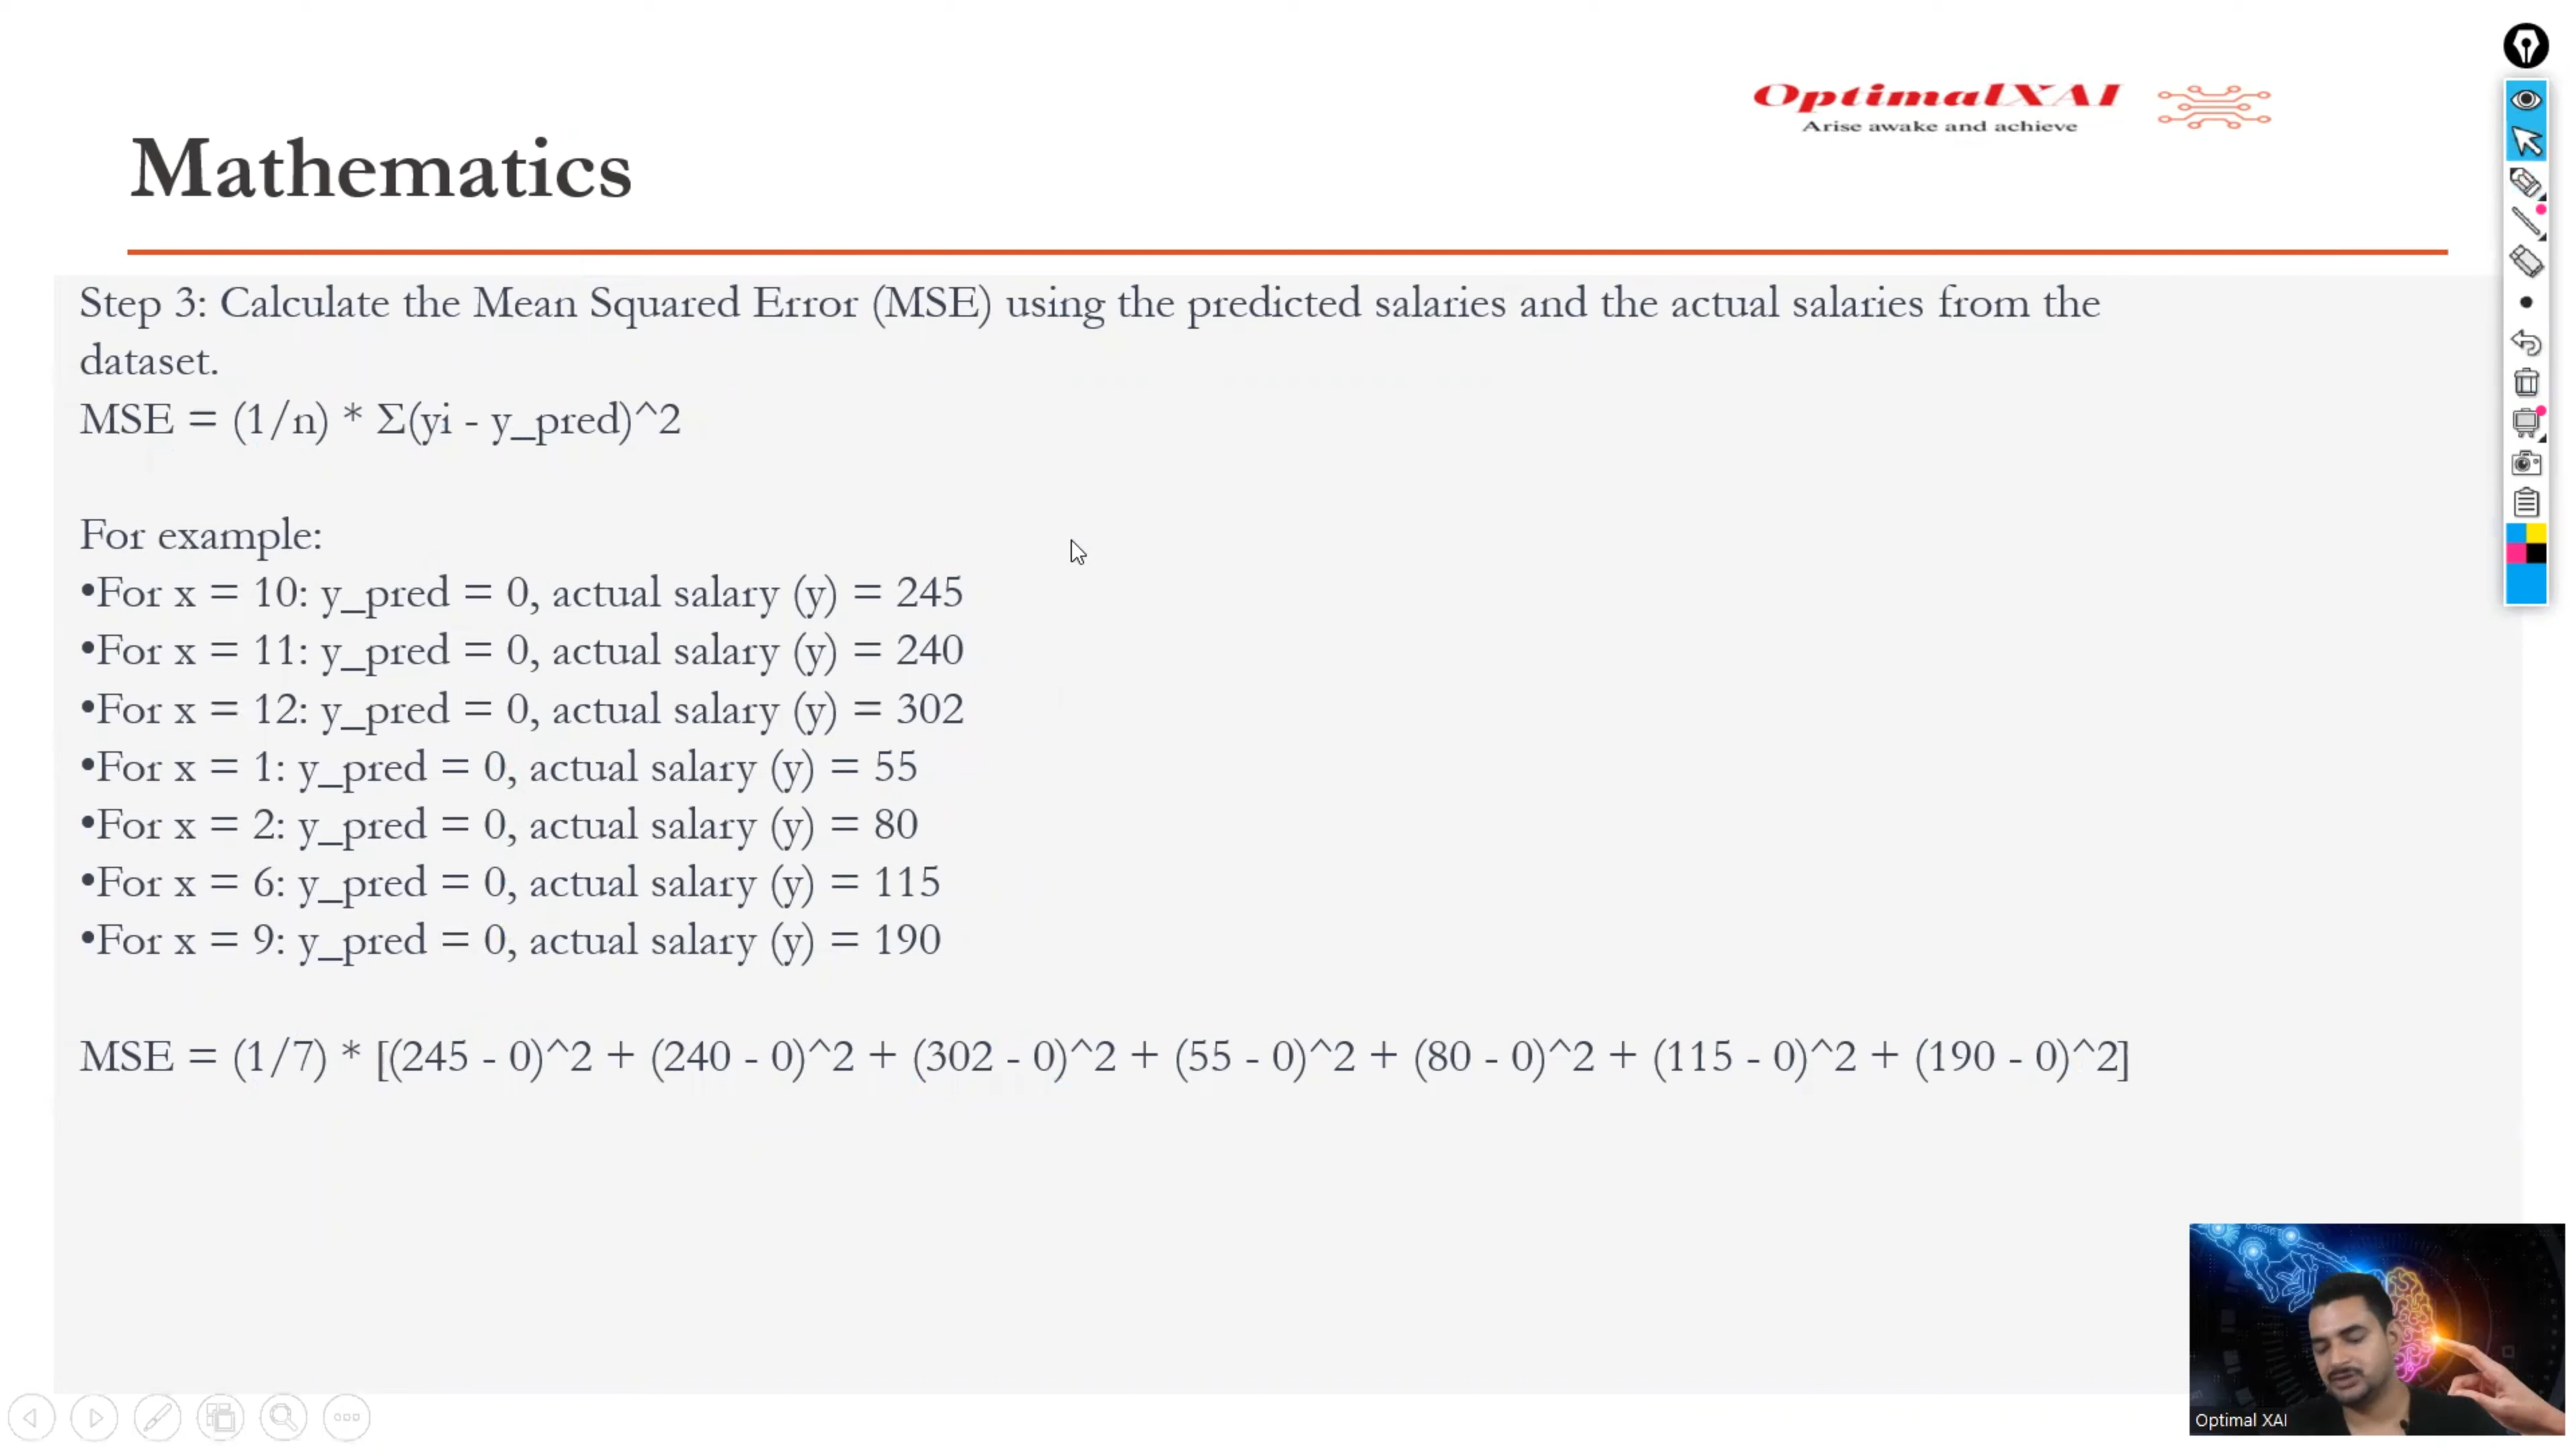 OptimalXAI
Arise awake and achieve
Mathematics
Step 3: Calculate the Mean Squared Error (MSE) using the predicted salaries and the actual salaries from the
dataset.
MSE = (1/n) * Σ(yi - y_pred)^2
For example:
•For x = 10: y_pred = 0, actual salary (y) = 245
•For x = 11: y_pred = 0, actual salary (y) = 240
•For x = 12: y_pred = 0, actual salary (y) = 302
•For x = 1: y_pred = 0, actual salary (y) = 55
•For x = 2: y_pred = 0, actual salary (y) = 80
•For x = 6: y_pred = 0, actual salary (y) = 115
•For x = 9: y_pred = 0, actual salary (y) = 190
MSE = (1/7) * [(245 - 0)^2 + (240 - 0)^2 + (302 - 0)^2 + (55 - 0)^2 + (80 - 0)^2 + (115 - 0)^2 + (190 - 0)^2]
Optimal XAI